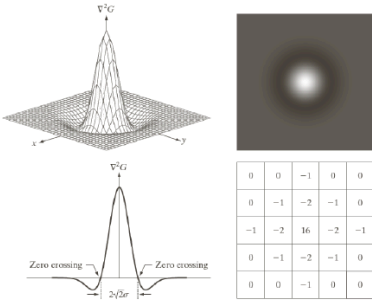 ∇²G
x
y
∇²G
Zero crossing
Zero crossing
2√2σ
0 0 −1 0 0
0 −1 −2 −1 0
−1 −2 16 −2 −1
0 −1 −2 −1 0
0 0 −1 0 0